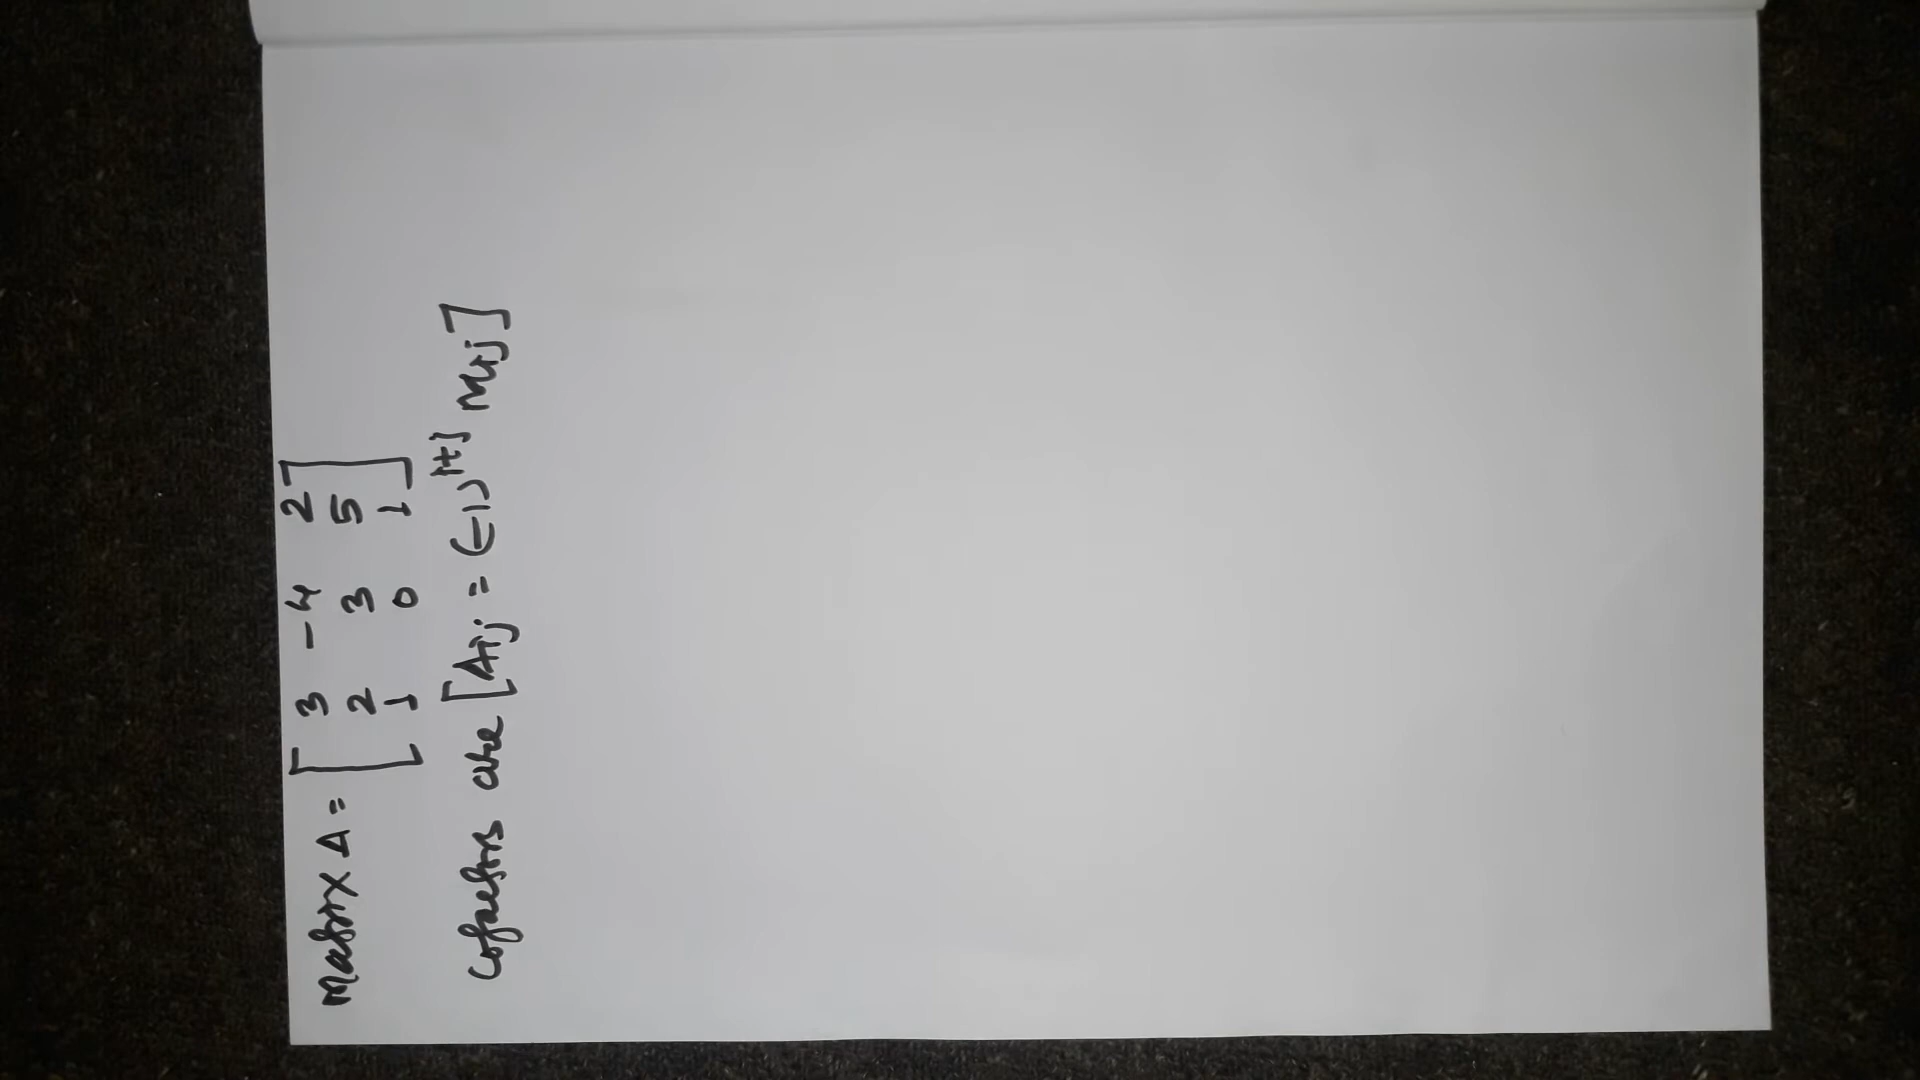 Matrix A = [ 3 -4 2
2 3 5
1 0 1 ]
Cofactors are [Aij = (-1)^i+j Mij]